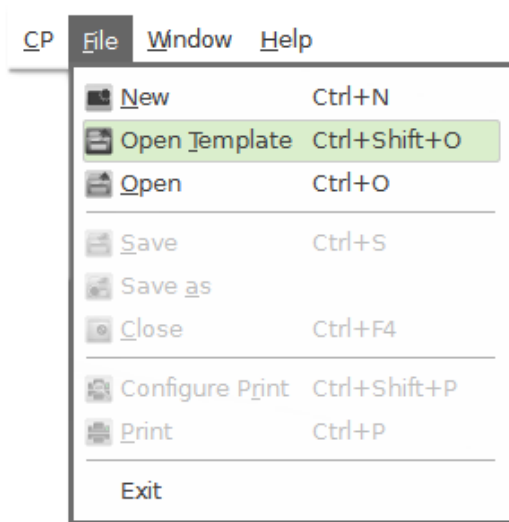 CP File Window Help
New Ctrl+N
Open Template Ctrl+Shift+O
Open Ctrl+O
Save Ctrl+S
Save as
Close Ctrl+F4
Configure Print Ctrl+Shift+P
Print Ctrl+P
Exit